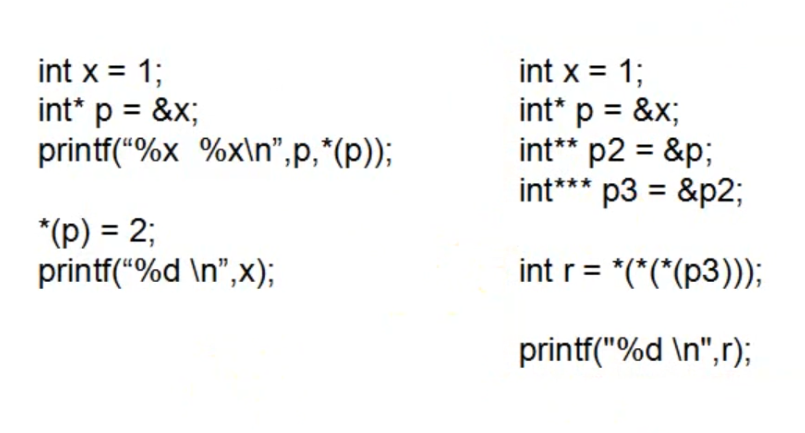 int x = 1;
int* p = &x;
printf(“%x  %x\n”,p,*(p));
*(p) = 2;
printf(“%d \n”,x);
int x = 1;
int* p = &x;
int** p2 = &p;
int*** p3 = &p2;
int r = *(*(*(p3)));
printf("%d \n",r);